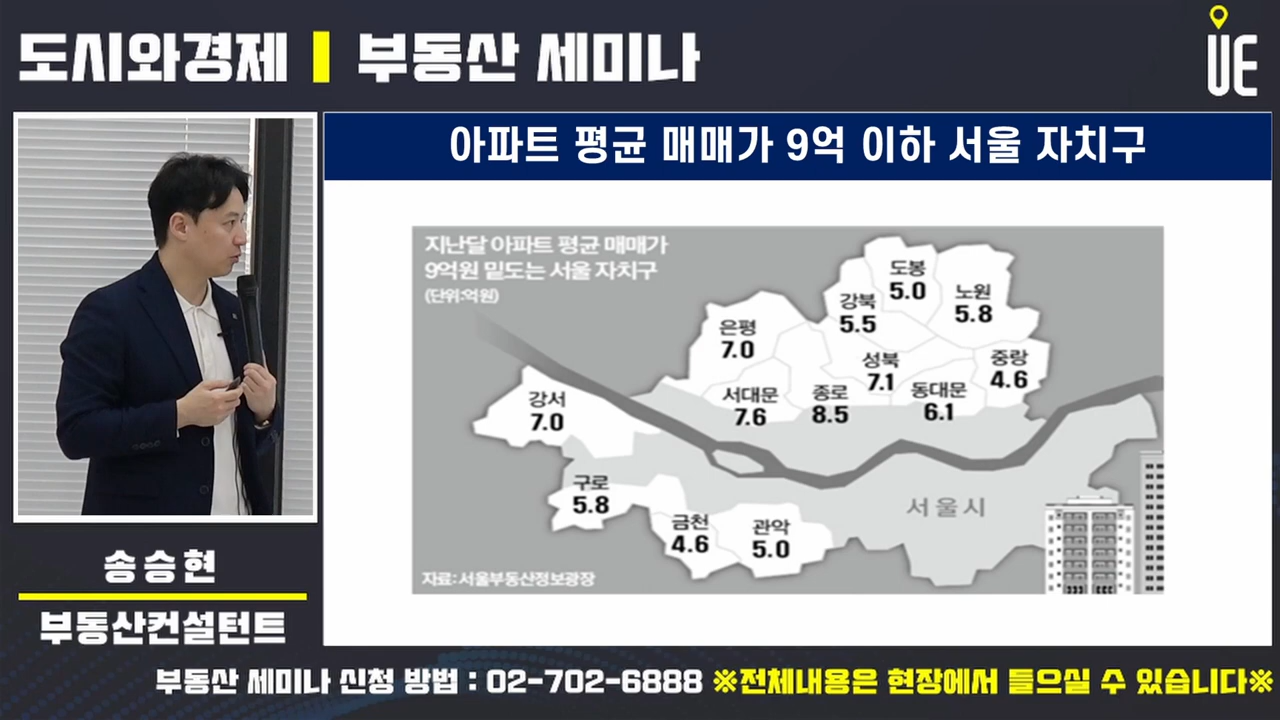 도시와경제 | 부동산 세미나
UE
아파트 평균 매매가 9억 이하 서울 자치구
지난달 아파트 평균 매매가
9억원 밑도는 서울 자치구
(단위:억원)
도봉
5.0
강북
5.5
노원
5.8
은평
7.0
성북
7.1
중랑
4.6
서대문
7.6
종로
8.5
동대문
6.1
강서
7.0
구로
5.8
금천
4.6
관악
5.0
서울시
자료:서울부동산정보광장
송승현
부동산컨설턴트
부동산 세미나 신청 방법 : 02-702-6888 ※전체내용은 현장에서 들으실 수 있습니다※